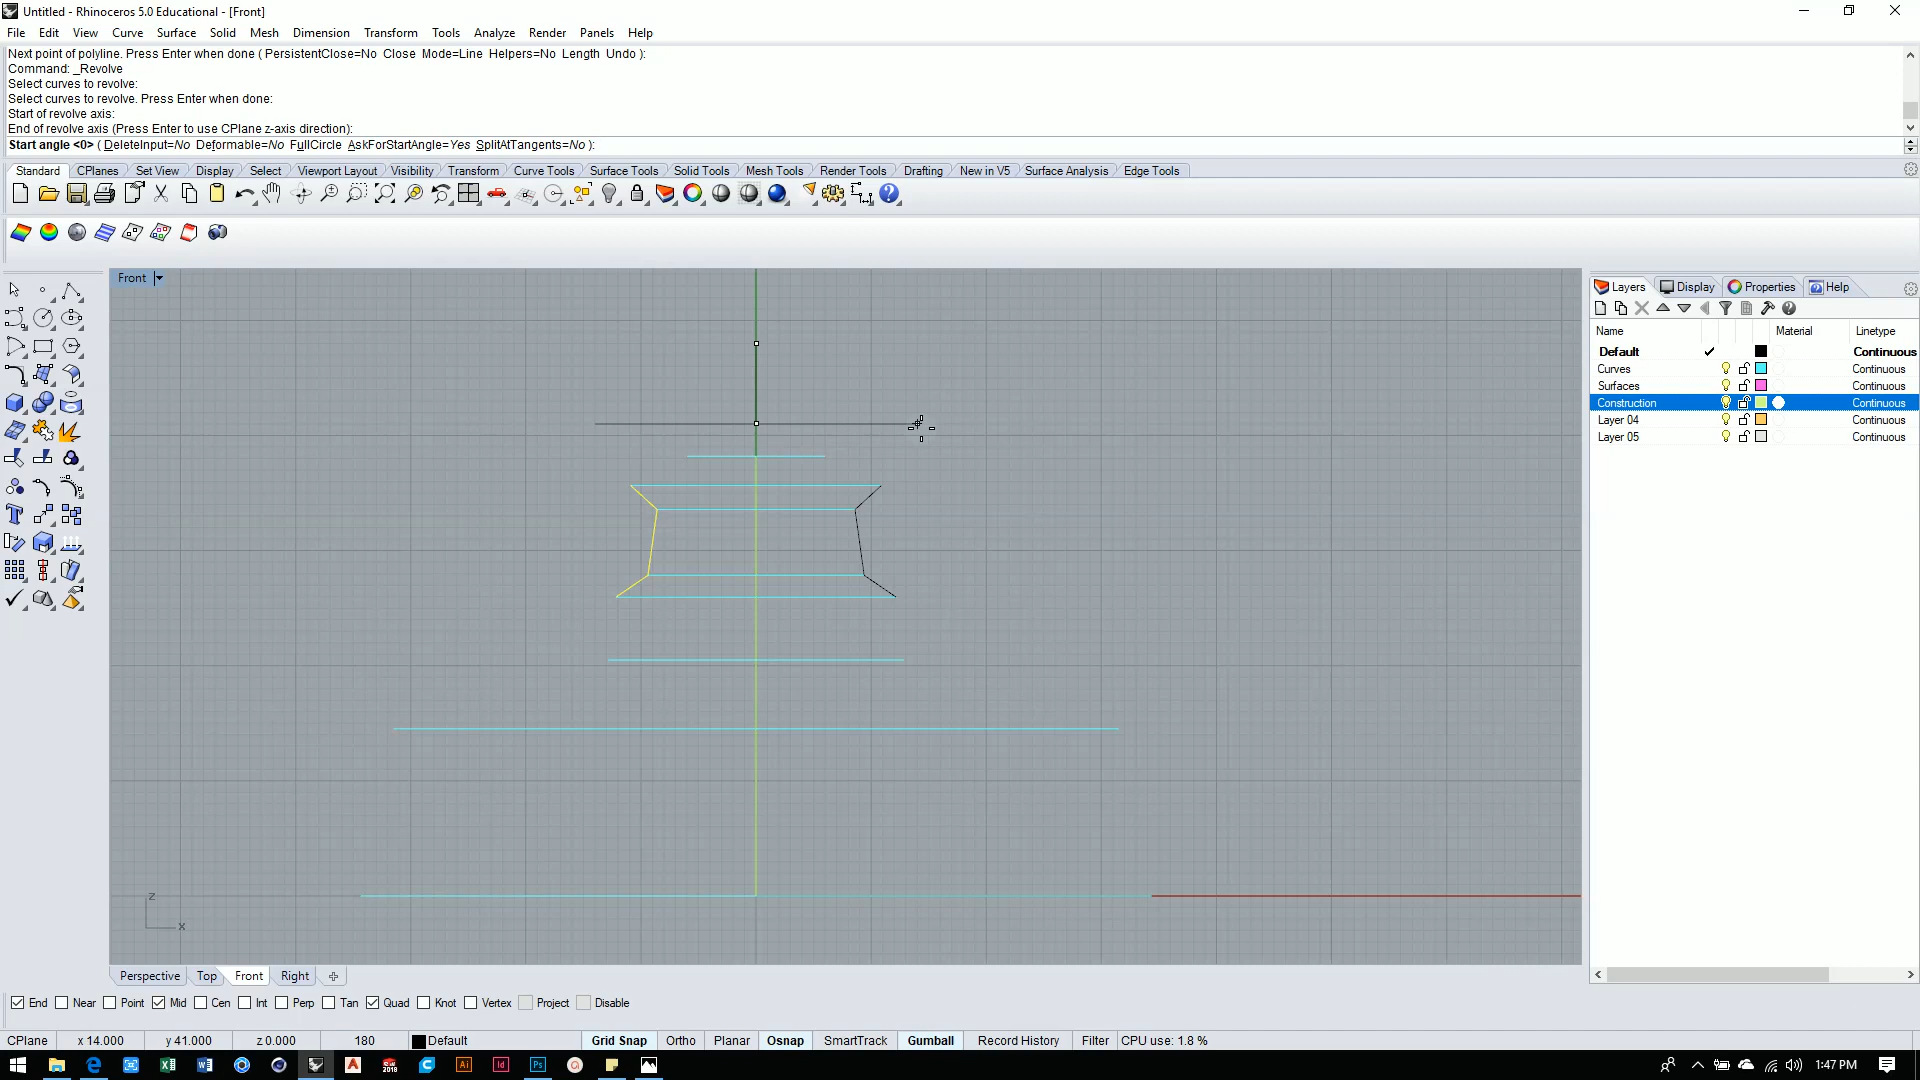 Untitled - Rhinoceros 5.0 Educational - [Front]
File Edit View Curve Surface Solid Mesh Dimension Transform Tools Analyze Render Panels Help
Next point of polyline. Press Enter when done ( PersistentClose=No Close Mode=Line Helpers=No Length Undo ):
Command: _Revolve
Select curves to revolve:
Select curves to revolve. Press Enter when done:
Start of revolve axis:
End of revolve axis (Press Enter to use CPlane z-axis direction):
Start angle <0> ( DeleteInput=No Deformable=No FullCircle AskForStartAngle=Yes SplitAtTangents=No ):
Standard CPlanes Set View Display Select Viewport Layout Visibility Transform Curve Tools Surface Tools Solid Tools Mesh Tools Render Tools Drafting New in V5 Surface Analysis Edge Tools
Front
Layers Display Properties Help
Name Material Linetype
Default Continuous
Curves Continuous
Surfaces Continuous
Construction Continuous
Layer 04 Continuous
Layer 05 Continuous
z
x
Perspective Top Front Right
End Near Point Mid Cen Int Perp Tan Quad Knot Vertex Project Disable
CPlane x 14.000 y 41.000 z 0.000 180 Default Grid Snap Ortho Planar Osnap SmartTrack Gumball Record History Filter CPU use: 1.8 %
1:47 PM